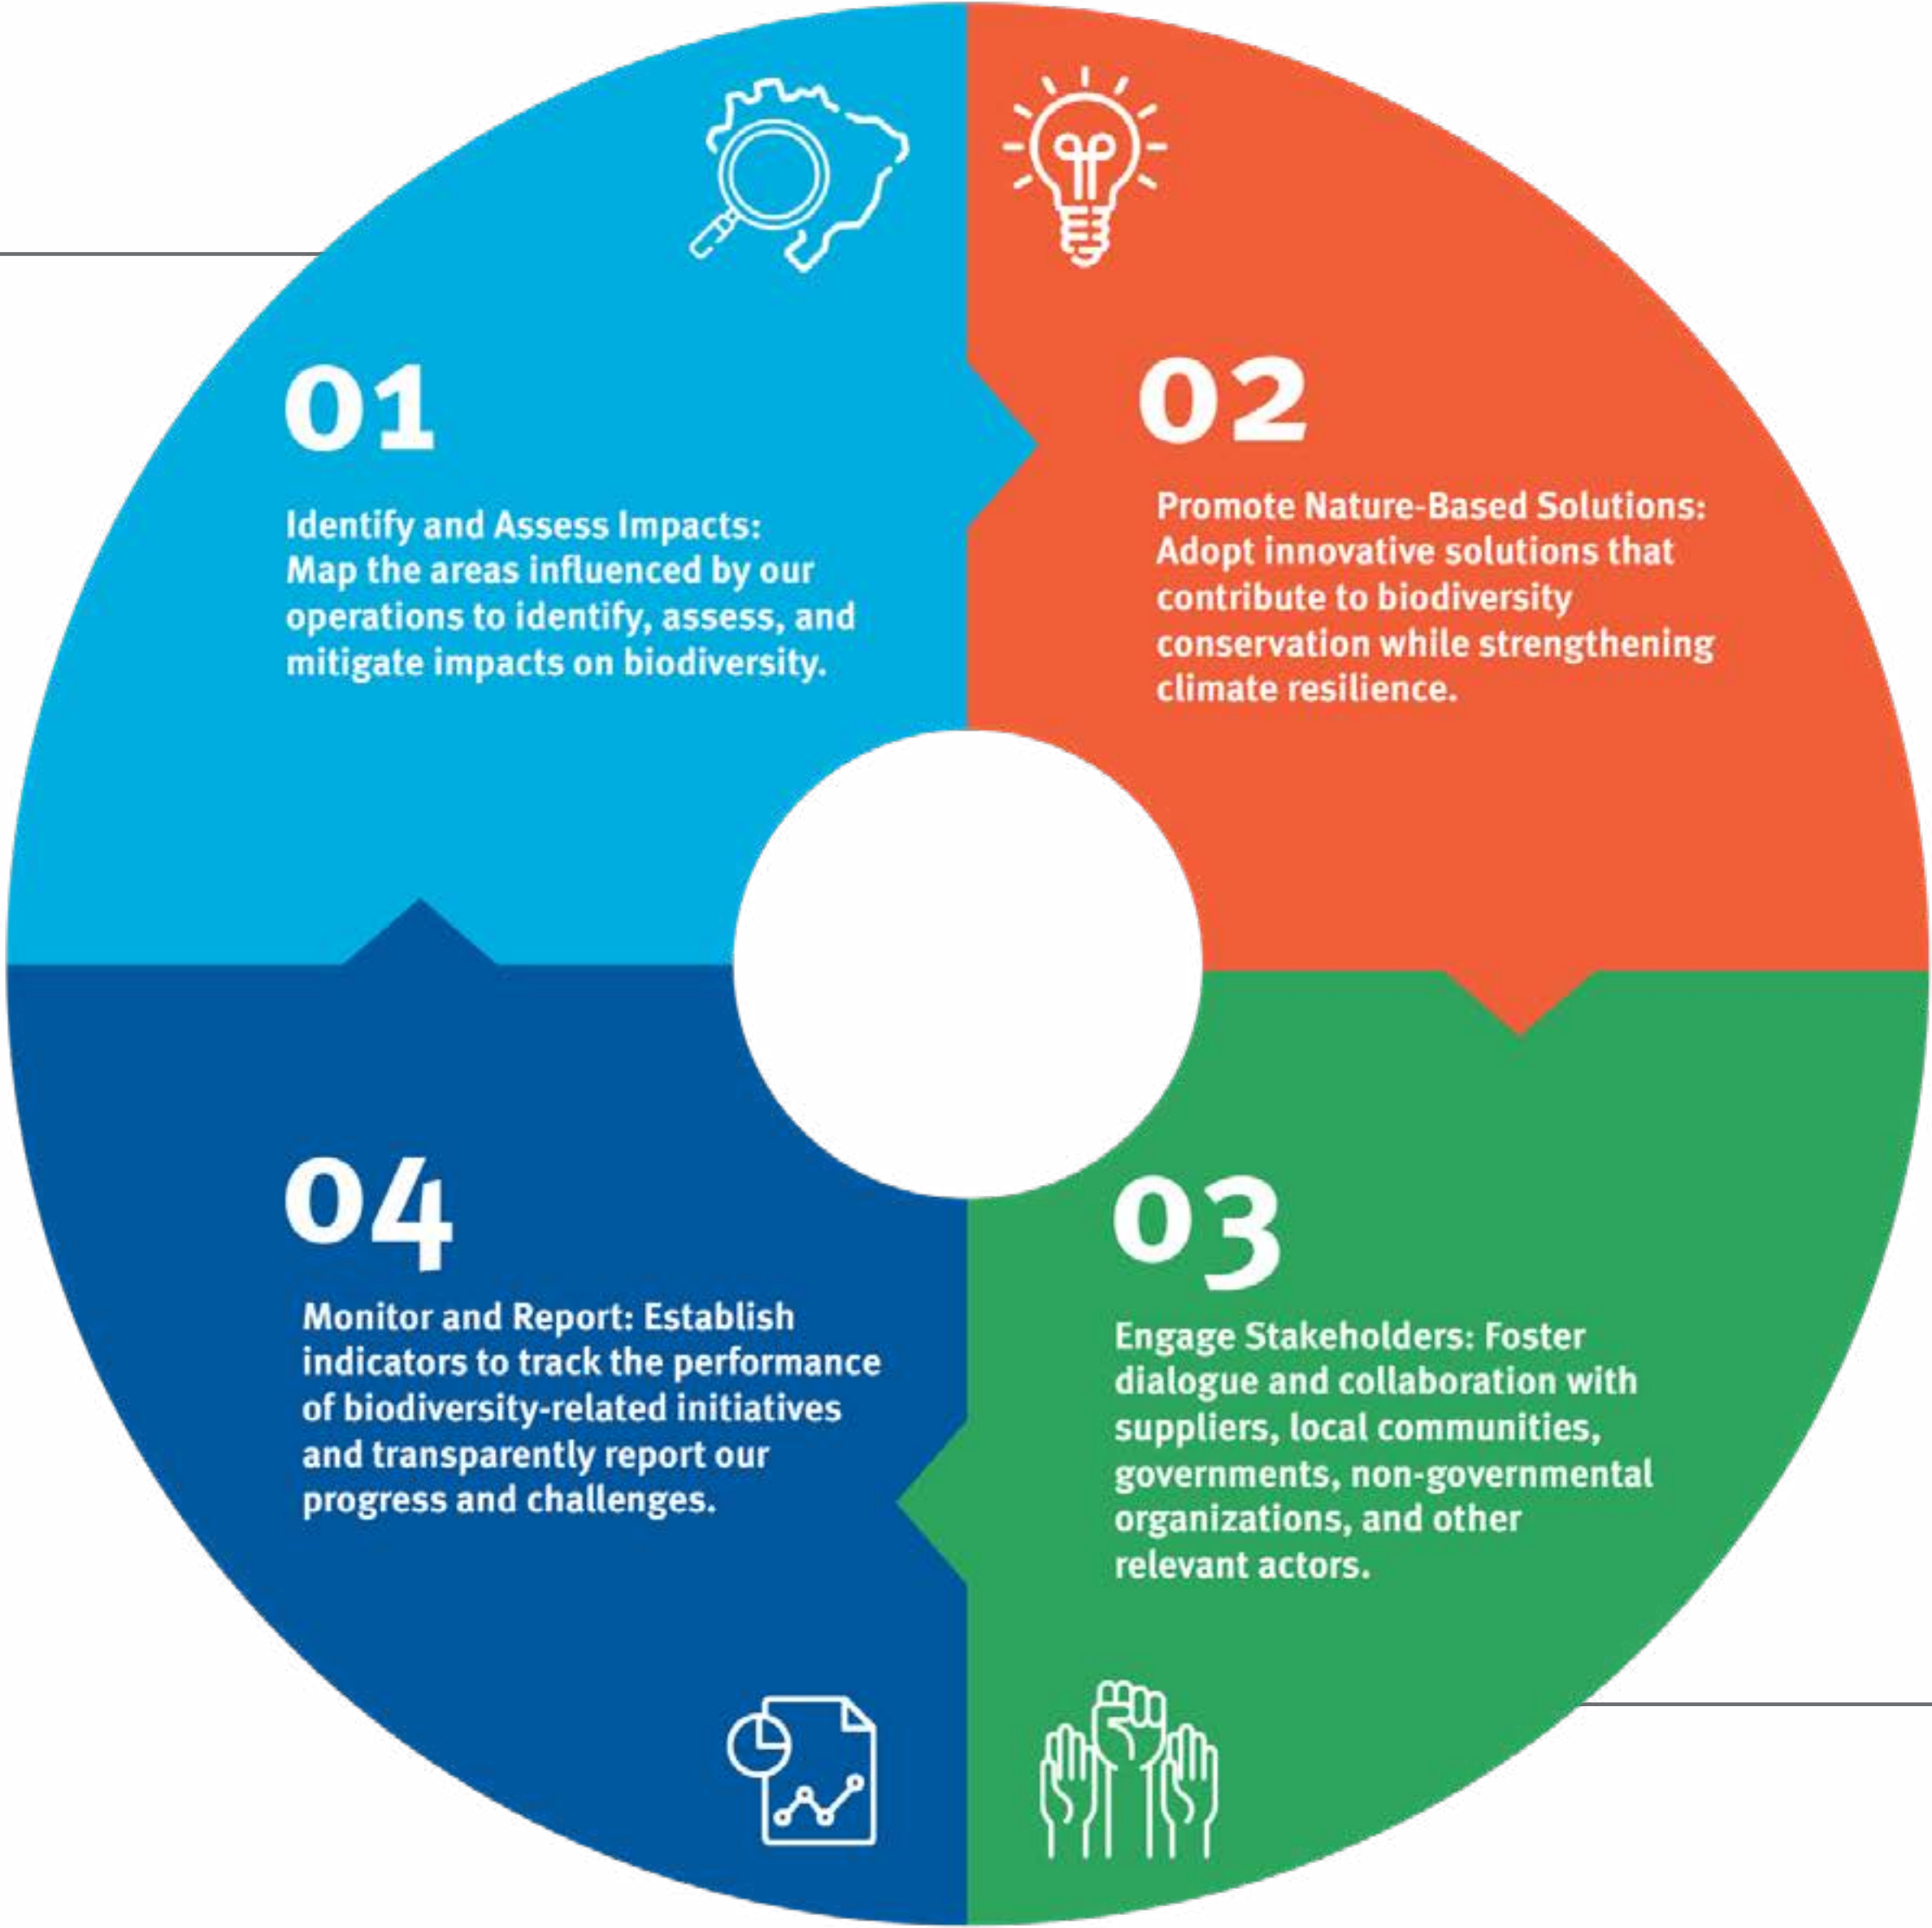 01
Identify and Assess Impacts:
Map the areas influenced by our
operations to identify, assess, and
mitigate impacts on biodiversity.
02
Promote Nature-Based Solutions:
Adopt innovative solutions that
contribute to biodiversity
conservation while strengthening
climate resilience.
03
Engage Stakeholders: Foster
dialogue and collaboration with
suppliers, local communities,
governments, non-governmental
organizations, and other
relevant actors.
04
Monitor and Report: Establish
indicators to track the performance
of biodiversity-related initiatives
and transparently report our
progress and challenges.